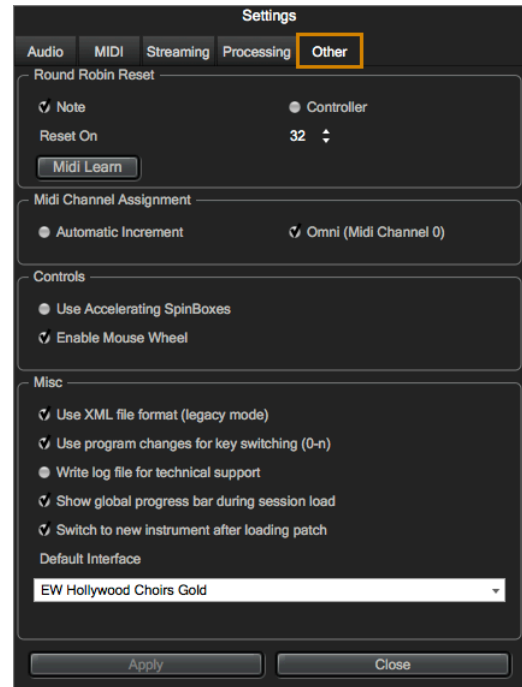 Settings
Audio MIDI Streaming Processing Other
Round Robin Reset
Note Controller
Reset On 32
Midi Learn
Midi Channel Assignment
Automatic Increment Omni (Midi Channel 0)
Controls
Use Accelerating SpinBoxes
Enable Mouse Wheel
Misc
Use XML file format (legacy mode)
Use program changes for key switching (0-n)
Write log file for technical support
Show global progress bar during session load
Switch to new instrument after loading patch
Default Interface
EW Hollywood Choirs Gold
Apply Close